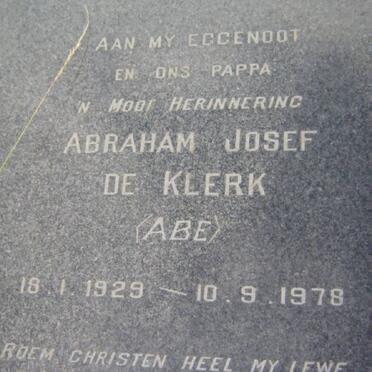 AAN MY EGGENOOT
EN ONS PAPPA
'N MOOI HERINNERING
ABRAHAM JOSEF
DE KLERK
(ABE)
18.1.1929 — 10.9.1978
ROEM CHRISTEN HEEL MY LEWE